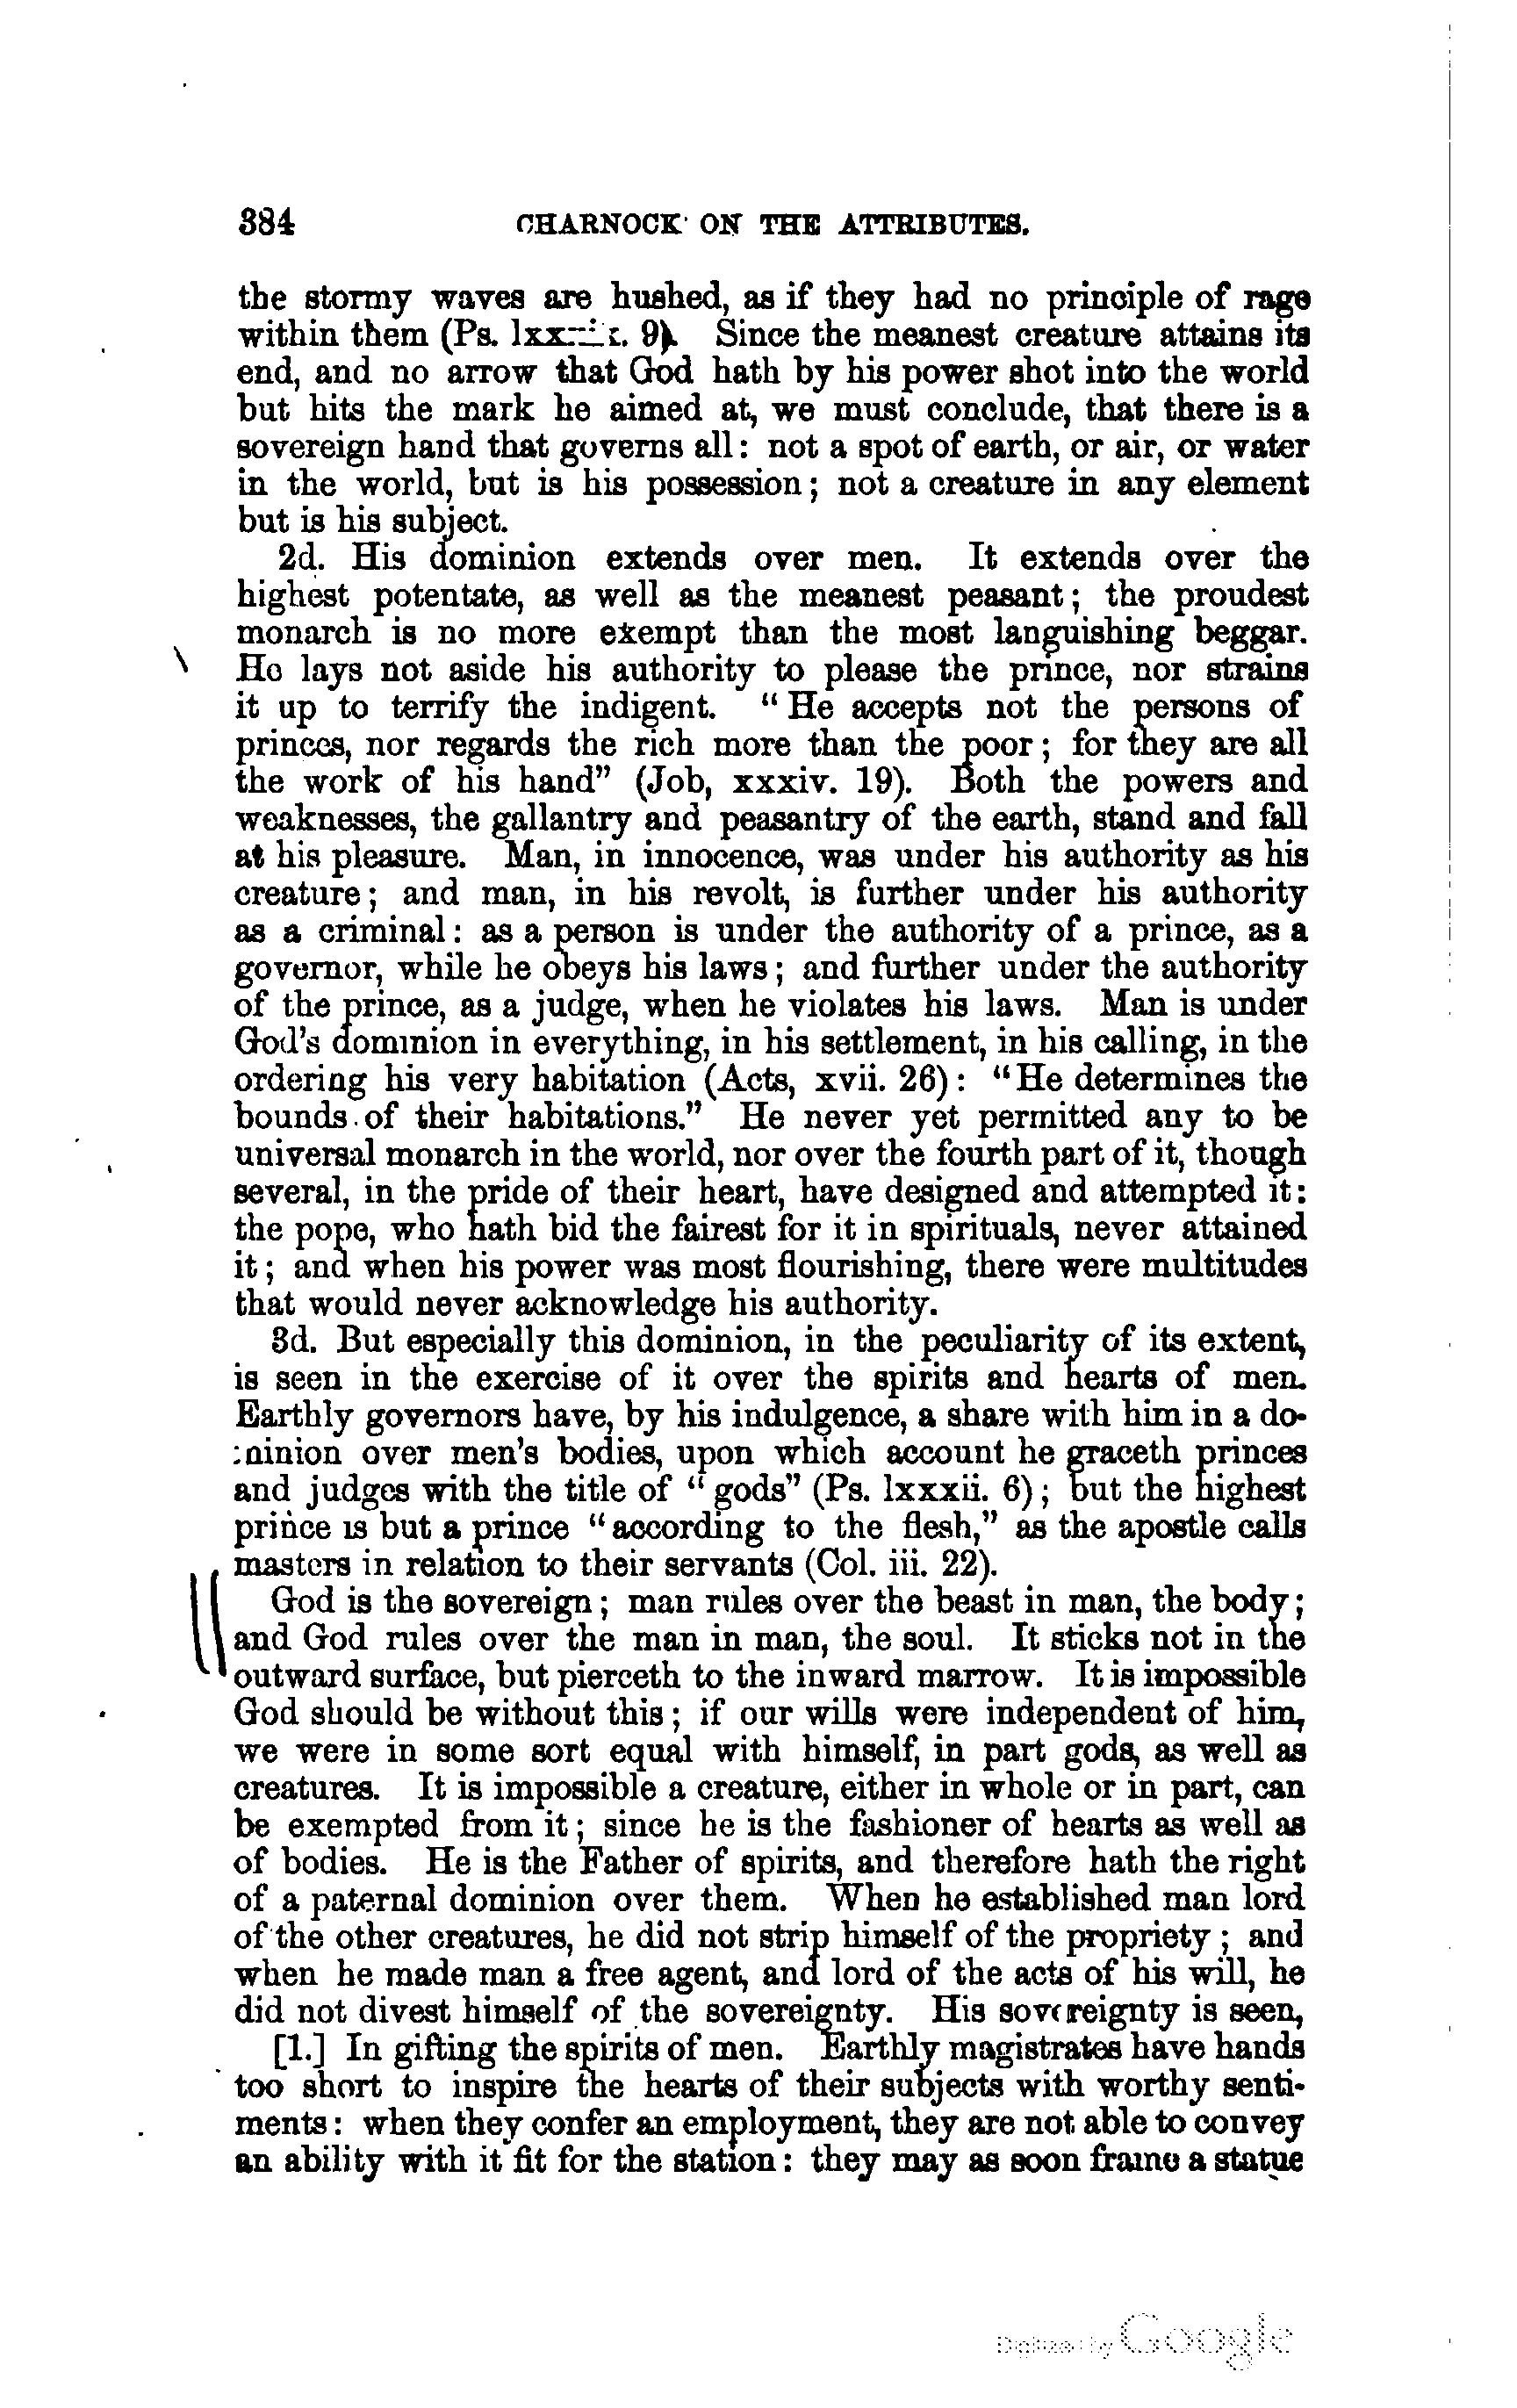 384 CHARNOCK ON THE ATTRIBUTES.
the stormy waves are hushed, as if they had no principle of rage
within them (Ps. 9). Since the meanest creature attains its
end, and no arrow that God hath by his power shot into the world
but hits the mark he aimed at, we must conclude, that there is a
sovereign hand that governs all: not a spot of earth, or air, or water
in the world, but is his possession; not a creature in any element
but is his subject.
2d. His dominion extends over men. It extends over the
highest potentate, as well as the meanest peasant; the proudest
monarch is no more exempt than the most languishing beggar.
He lays not aside his authority to please the prince, nor strains
it up to terrify the indigent. "He accepts not the persons of
princes, nor regards the rich more than the poor; for they are all
the work of his hand" (Job, xxxiv. 19). Both the powers and
weaknesses, the gallantry and peasantry of the earth, stand and fall
at his pleasure. Man, in innocence, was under his authority as his
creature; and man, in his revolt, is further under his authority
as a criminal: as a person is under the authority of a prince, as a
governor, while he obeys his laws; and further under the authority
of the prince, as a judge, when he violates his laws. Man is under
God's dominion in everything, in his settlement, in his calling, in the
ordering his very habitation (Acts, xvii. 26): "He determines the
bounds of their habitations." He never yet permitted any to be
universal monarch in the world, nor over the fourth part of it, though
several, in the pride of their heart, have designed and attempted it:
the pope, who hath bid the fairest for it in spirituals, never attained
it; and when his power was most flourishing, there were multitudes
that would never acknowledge his authority.
3d. But especially this dominion, in the peculiarity of its extent,
is seen in the exercise of it over the spirits and hearts of men.
Earthly governors have, by his indulgence, a share with him in a do-
minion over men's bodies, upon which account he graceth princes
and judges with the title of "gods" (Ps. lxxxii. 6); but the highest
prince is but a prince "according to the flesh," as the apostle calls
masters in relation to their servants (Col. iii. 22).
God is the sovereign; man rules over the beast in man, the body;
and God rules over the man in man, the soul. It sticks not in the
outward surface, but pierceth to the inward marrow. It is impossible
God should be without this; if our wills were independent of him,
we were in some sort equal with himself, in part gods, as well as
creatures. It is impossible a creature, either in whole or in part, can
be exempted from it; since he is the fashioner of hearts as well as
of bodies. He is the Father of spirits, and therefore hath the right
of a paternal dominion over them. When he established man lord
of the other creatures, he did not strip himself of the propriety; and
when he made man a free agent, and lord of the acts of his will, he
did not divest himself of the sovereignty. His sovereignty is seen,
[1.] In gifting the spirits of men. Earthly magistrates have hands
too short to inspire the hearts of their subjects with worthy senti-
ments: when they confer an employment, they are not able to convey
an ability with it fit for the station: they may as soon frame a statue
Digitized by Google